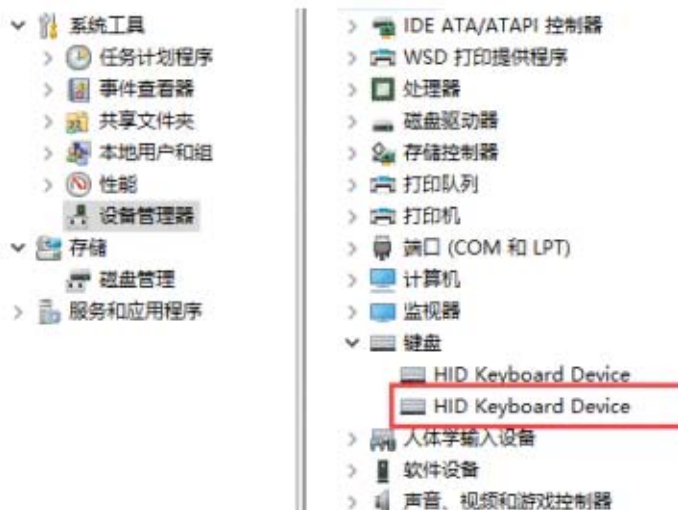 系统工具
任务计划程序
事件查看器
共享文件夹
本地用户和组
性能
设备管理器
存储
磁盘管理
服务和应用程序
IDE ATA/ATAPI 控制器
WSD 打印提供程序
处理器
磁盘驱动器
存储控制器
打印队列
打印机
端口 (COM 和 LPT)
计算机
监视器
键盘
HID Keyboard Device
HID Keyboard Device
人体学输入设备
软件设备
声音、视频和游戏控制器